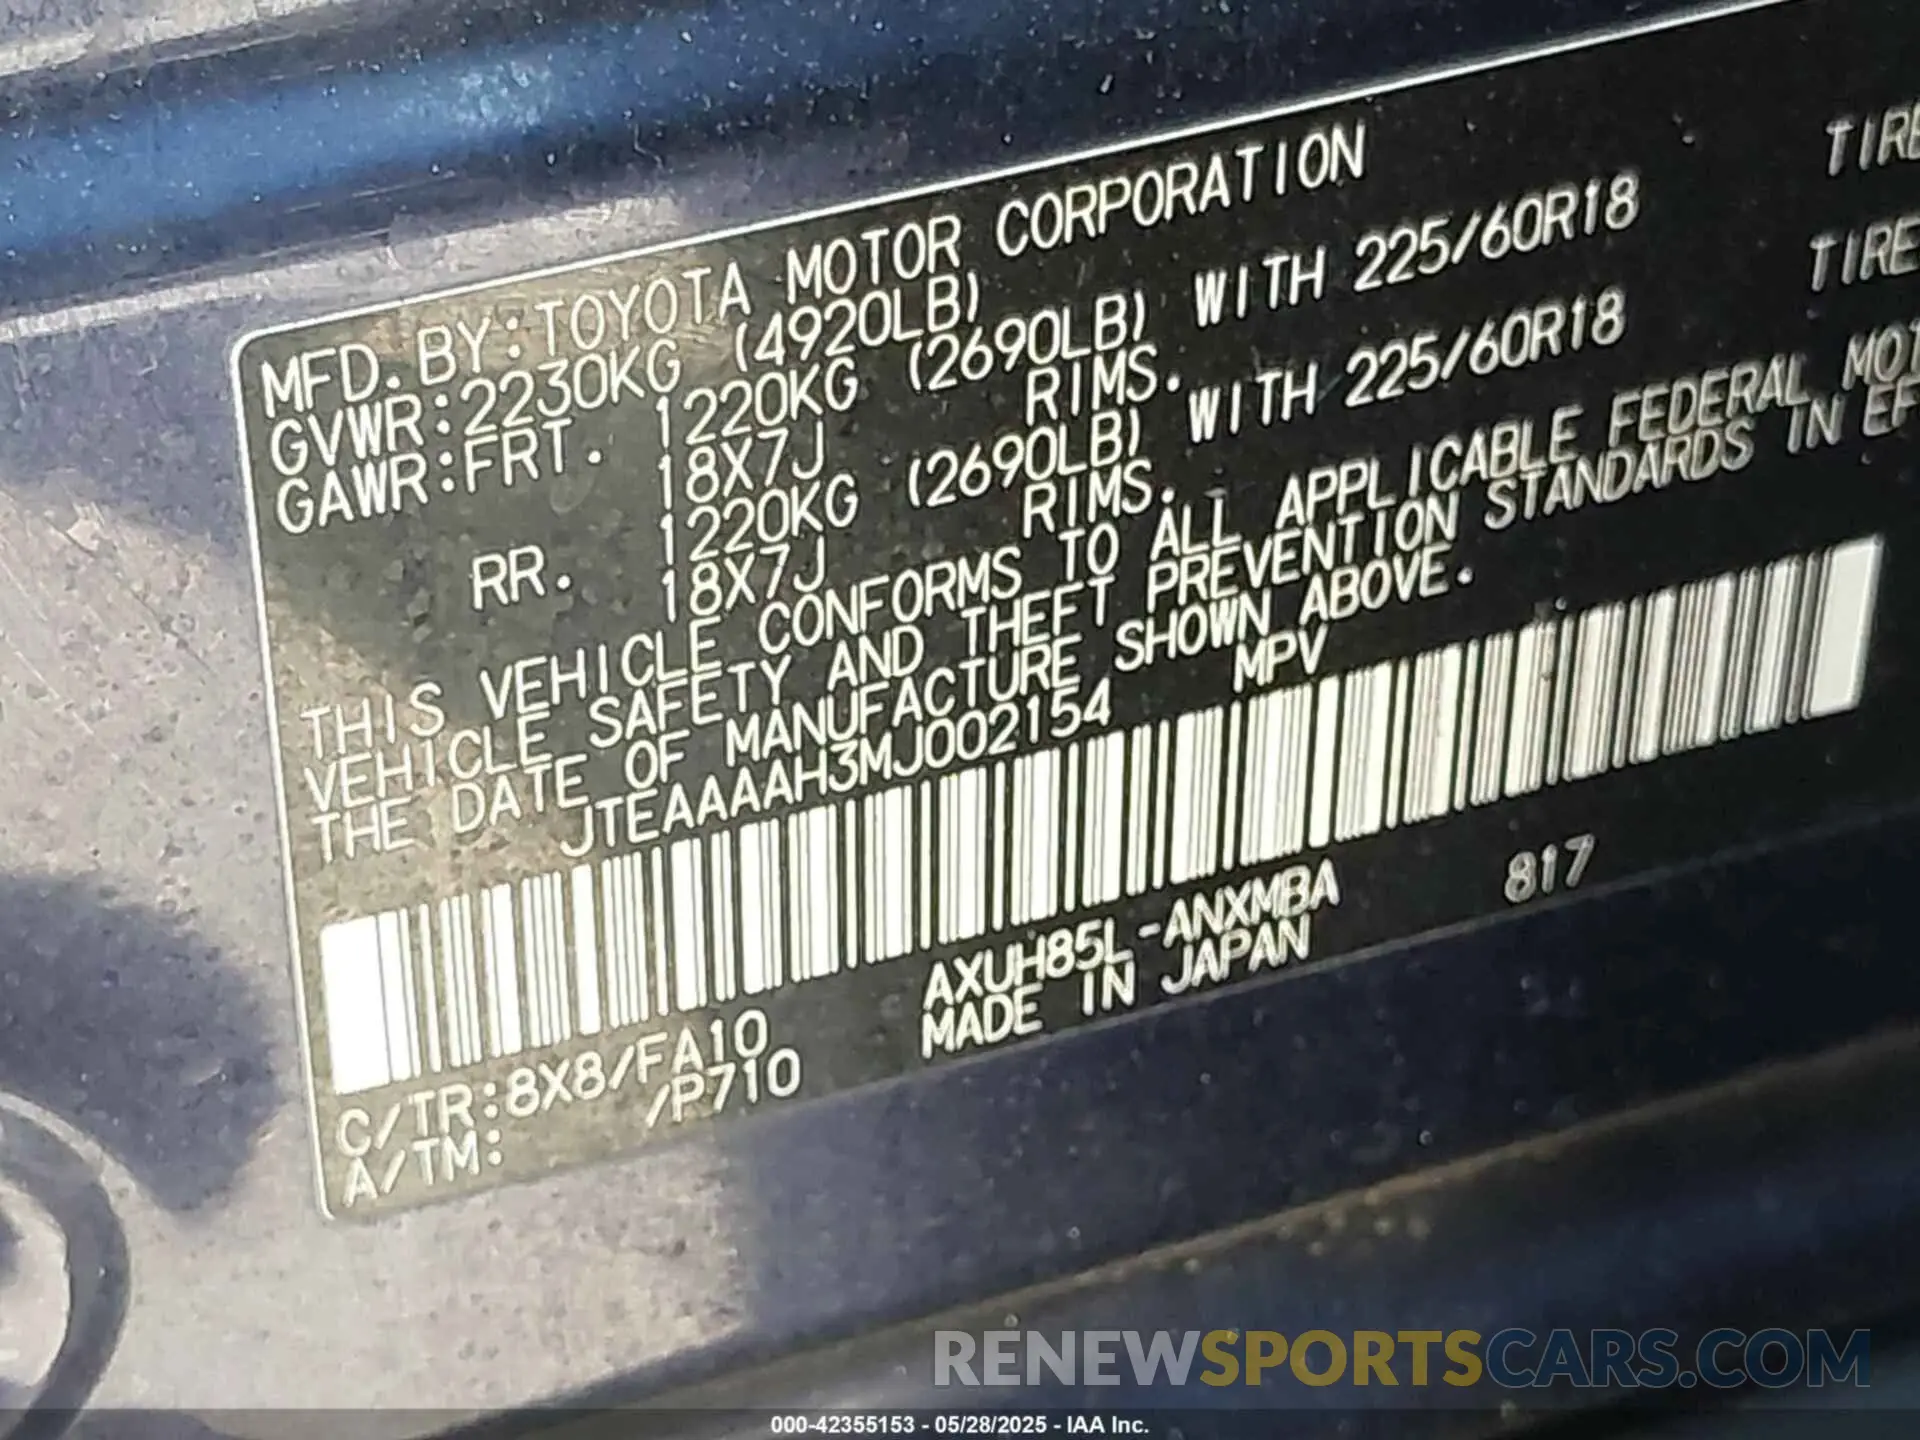 MFD. BY: TOYOTA MOTOR CORPORATION
GVWR: 2230KG (4920LB)
GAWR: FRT. 1220KG (2690LB) WITH 225/60R18 TIRE
18X7J RIMS.
RR. 1220KG (2690LB) WITH 225/60R18 TIRE
18X7J RIMS.
THIS VEHICLE CONFORMS TO ALL APPLICABLE FEDERAL MOT
VEHICLE SAFETY AND THEFT PREVENTION STANDARDS IN EF
THE DATE OF MANUFACTURE SHOWN ABOVE.
JTEAAAAH3MJ002154 MPV
AXUH85L-ANXMBA 817
MADE IN JAPAN
C/TR: 8X8/FA10
A/TM: /P710
RENEWSPORTSCARS.COM
000-42355153 - 05/28/2025 - IAA Inc.